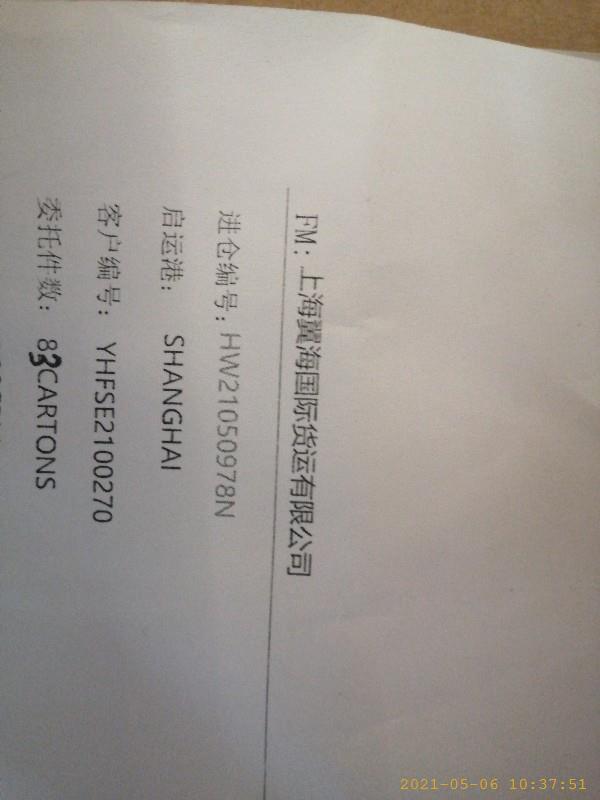 FM：上海翼海国际货运有限公司
进仓编号：HW21050978N
启运港： SHANGHAI
客户编号： YHFSE2100270
委托件数： 83CARTONS
2021-05-06 10:37:51